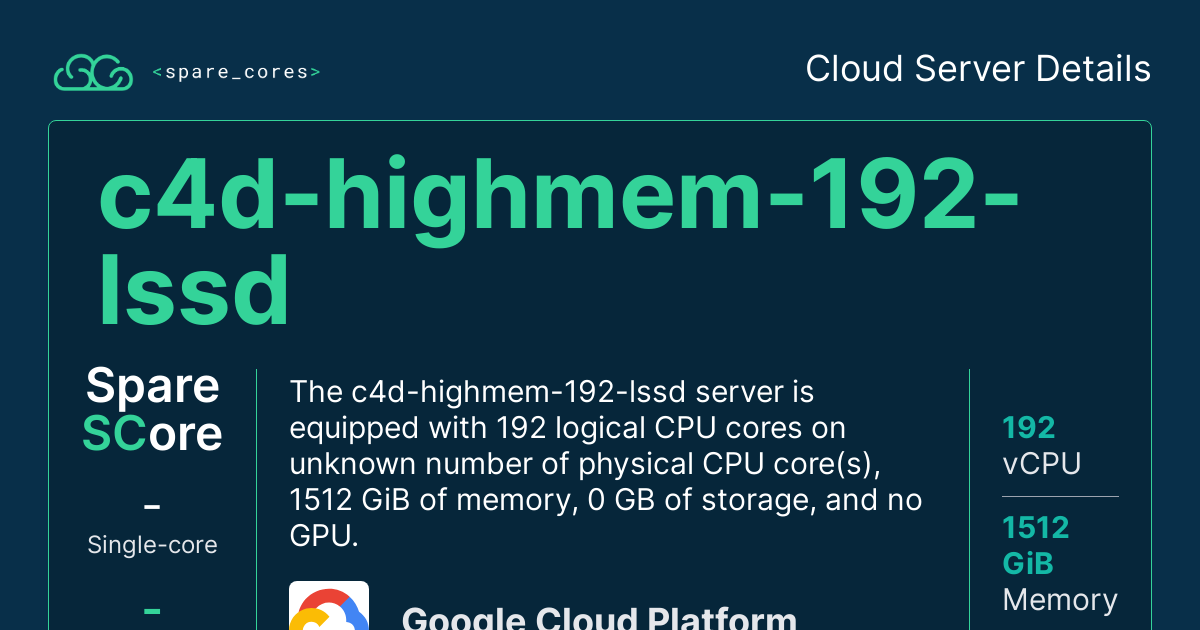 <spare_cores>
Cloud Server Details
c4d-highmem-192-
lssd
Spare
SCore
–
Single-core
–
The c4d-highmem-192-lssd server is
equipped with 192 logical CPU cores on
unknown number of physical CPU core(s),
1512 GiB of memory, 0 GB of storage, and no
GPU.
Google Cloud Platform
192
vCPU
1512
GiB
Memory